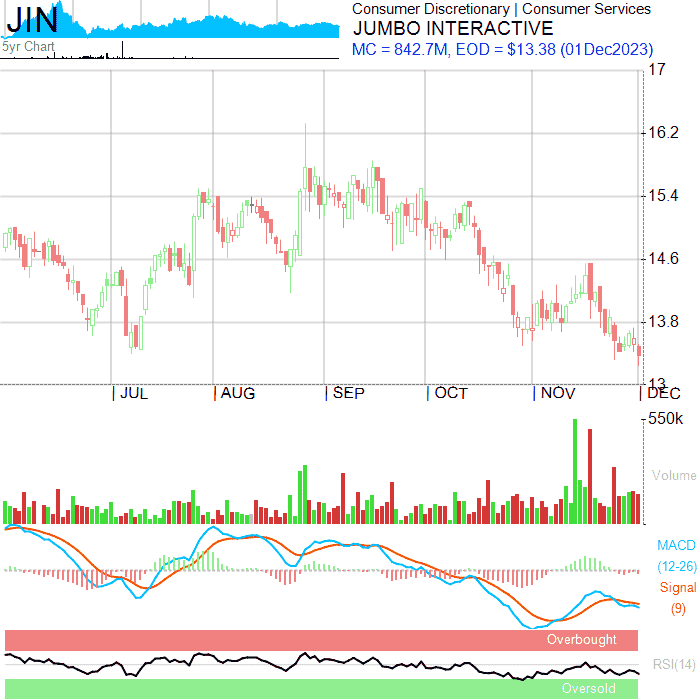 JIN
5yr Chart
Consumer Discretionary | Consumer Services
JUMBO INTERACTIVE
MC = 842.7M, EOD = $13.38 (01Dec2023)
17
16.2
15.4
14.6
13.8
13
JUL AUG SEP OCT NOV DEC
550k
Volume
MACD
(12-26)
Signal
(9)
Overbought
RSI(14)
Oversold